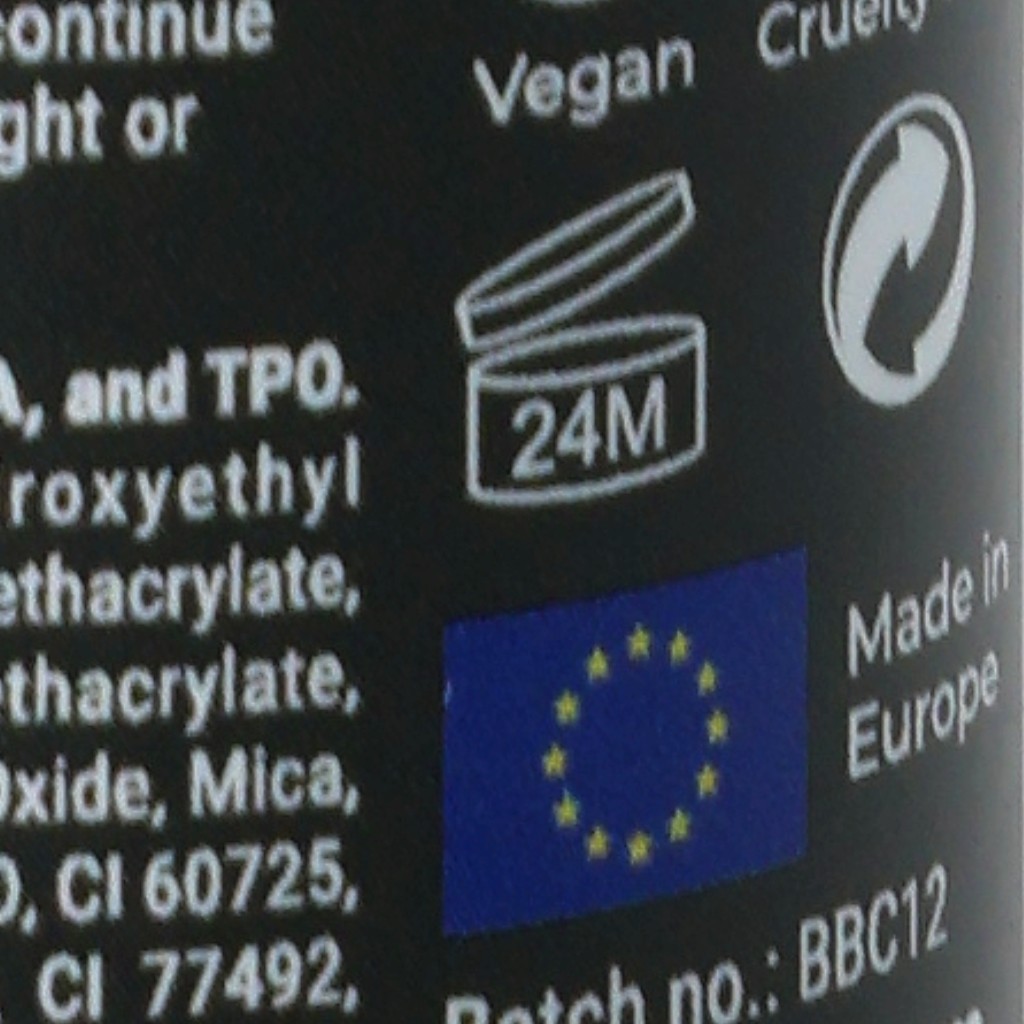 continue
ght or
Vegan
Cruelty
24M
A, and TPO.
roxyethyl
ethacrylate,
thacrylate,
Oxide, Mica,
CI 60725,
CI 77492,
Made in
Europe
Batch no.: BBC12